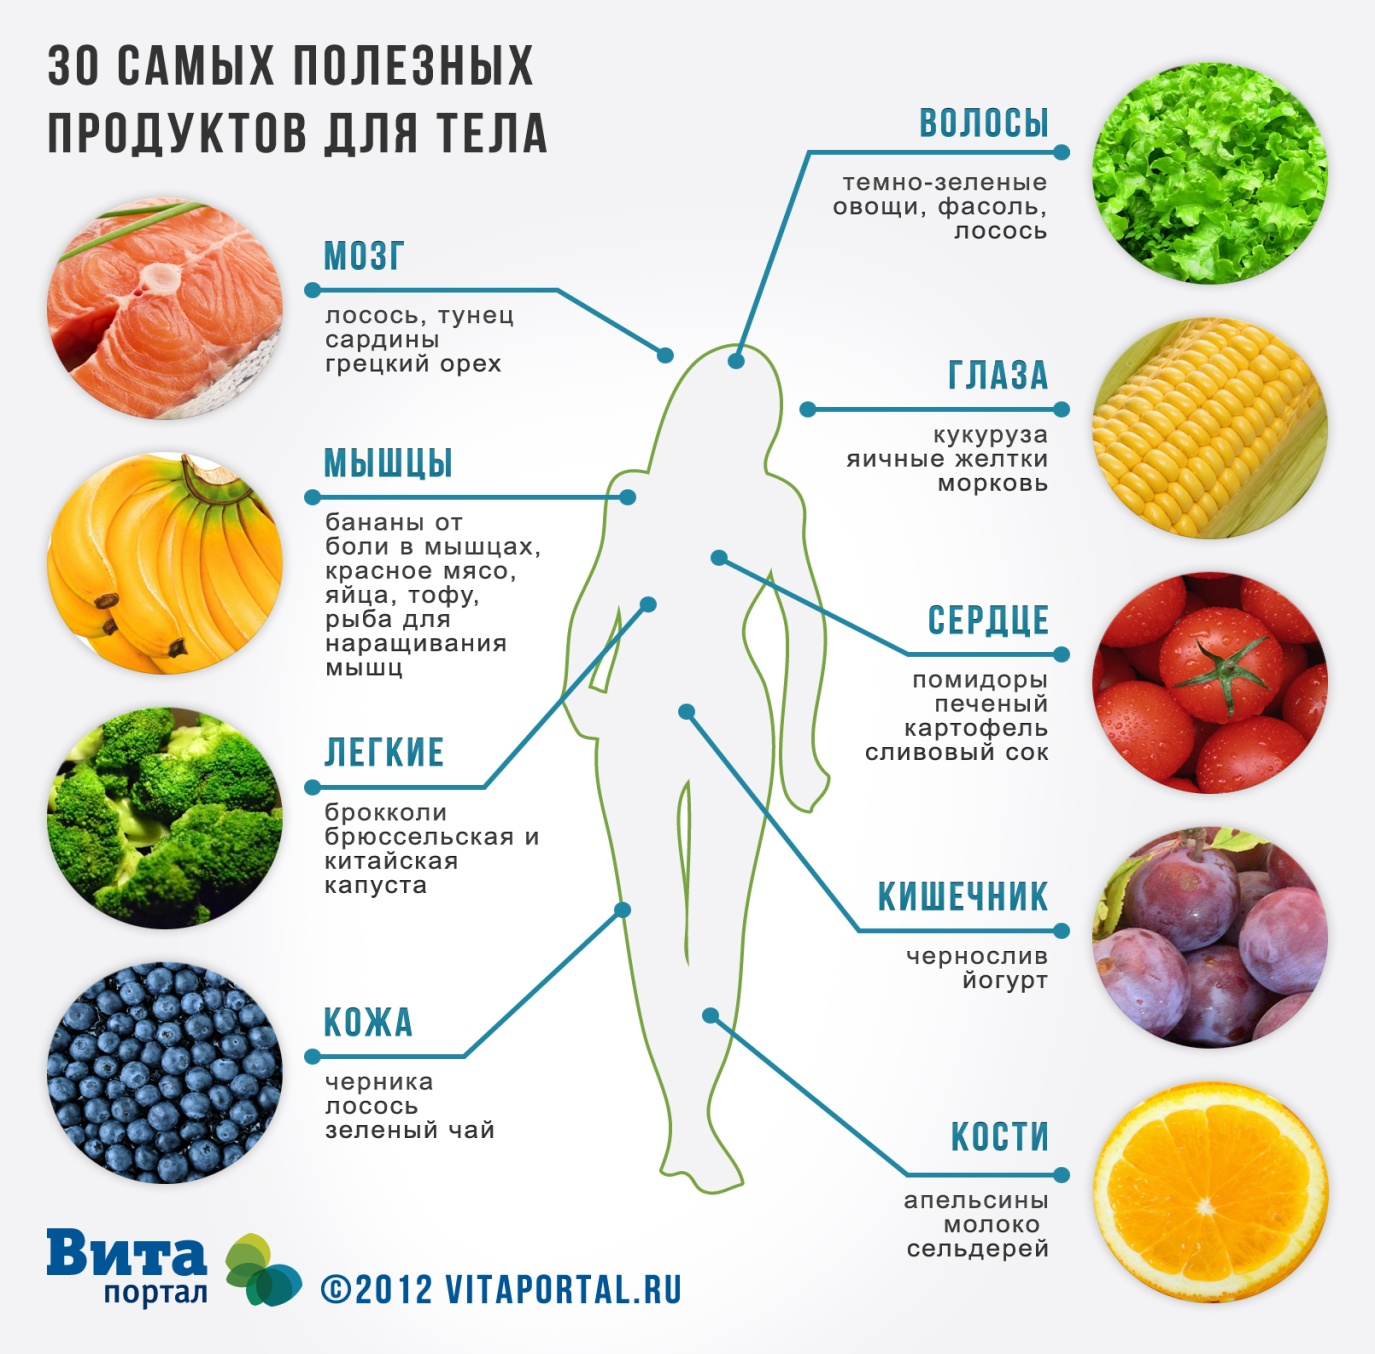 30 САМЫХ ПОЛЕЗНЫХ
ПРОДУКТОВ ДЛЯ ТЕЛА
МОЗГ
лосось, тунец
сардины
грецкий орех
МЫШЦЫ
бананы от
боли в мышцах,
красное мясо,
яйца, тофу,
рыба для
наращивания
мышц
ЛЕГКИЕ
брокколи
брюссельская и
китайская
капуста
КОЖА
черника
лосось
зеленый чай
ВОЛОСЫ
темно-зеленые
овощи, фасоль,
лосось
ГЛАЗА
кукуруза
яичные желтки
морковь
СЕРДЦЕ
помидоры
печеный
картофель
сливовый сок
КИШЕЧНИК
чернослив
йогурт
КОСТИ
апельсины
молоко
сельдерей
Вита
портал
©2012 VITAPORTAL.RU